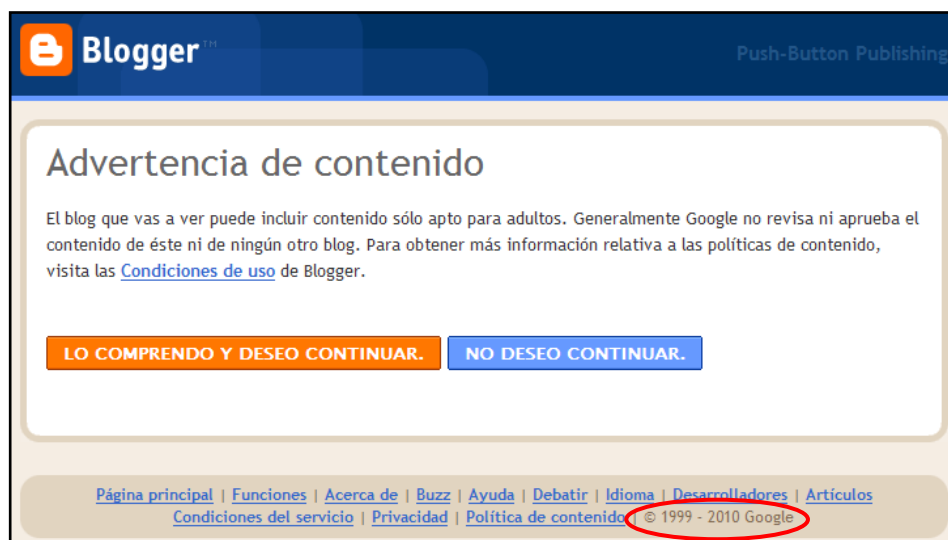 Blogger™
Push-Button Publishing
Advertencia de contenido
El blog que vas a ver puede incluir contenido sólo apto para adultos. Generalmente Google no revisa ni aprueba el
contenido de éste ni de ningún otro blog. Para obtener más información relativa a las políticas de contenido,
visita las Condiciones de uso de Blogger.
LO COMPRENDO Y DESEO CONTINUAR. NO DESEO CONTINUAR.
Página principal | Funciones | Acerca de | Buzz | Ayuda | Debatir | Idioma | Desarrolladores | Artículos
Condiciones del servicio | Privacidad | Política de contenido | © 1999 - 2010 Google